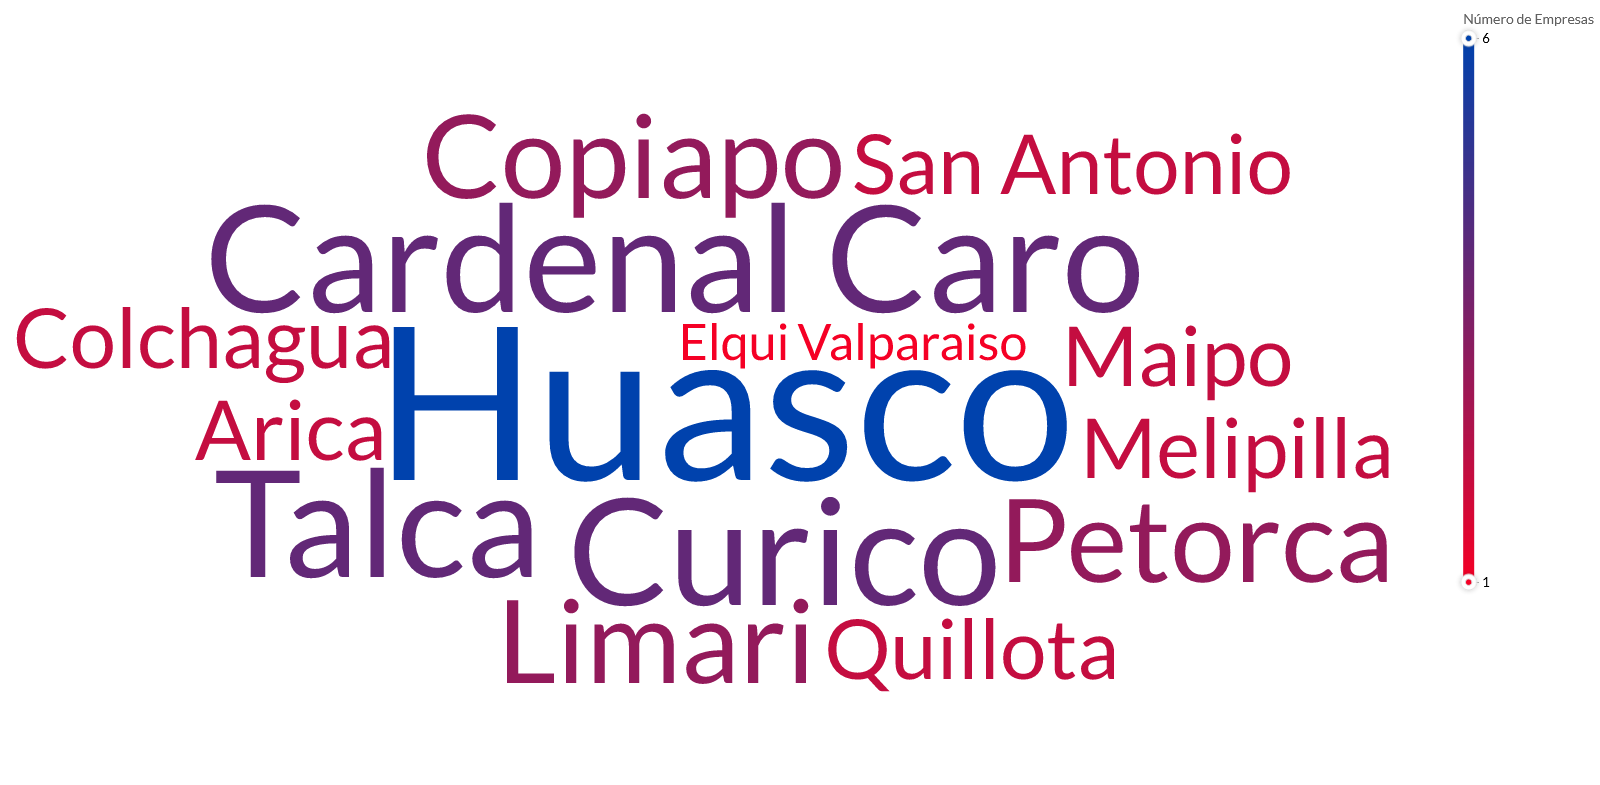 Número de Empresas
6
Copiapo
San Antonio
Cardenal Caro
Colchagua
Elqui
Valparaiso
Maipo
Huasco
Arica
Melipilla
Talca
Curico
Petorca
1
Limari
Quillota